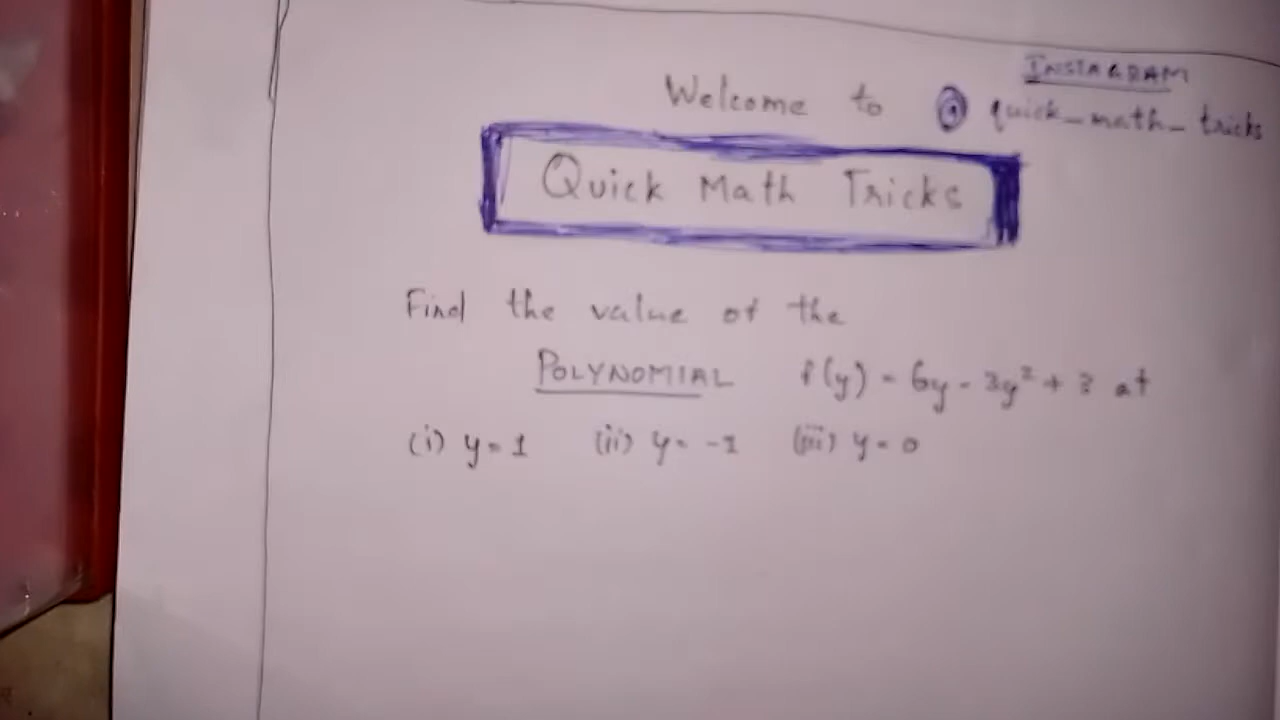 INSTAGRAM
Welcome to @ quick_math_tricks
Quick Math Tricks
Find the value of the
POLYNOMIAL f(y) = 6y - 3y² + 3 at
(i) y = 1 (ii) y = -1 (iii) y = 0